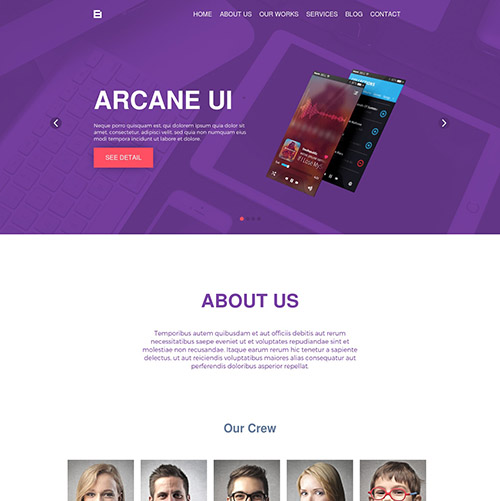 B
HOME ABOUT US OUR WORKS SERVICES BLOG CONTACT
ARCANE UI
Neque porro quisquam est, qui dolorem ipsum quia dolor sit
amet, consectetur, adipisci velit, sed quia non numquam eius
modi tempora incidunt ut labore et dolore.
SEE DETAIL
ABOUT US
Temporibus autem quibusdam et aut officiis debitis aut rerum
necessitatibus saepe eveniet ut et voluptates repudiandae sint et
molestiae non recusandae. Itaque earum rerum hic tenetur a sapiente
delectus, ut aut reiciendis voluptatibus maiores alias consequatur aut
perferendis doloribus asperior repellat.
Our Crew